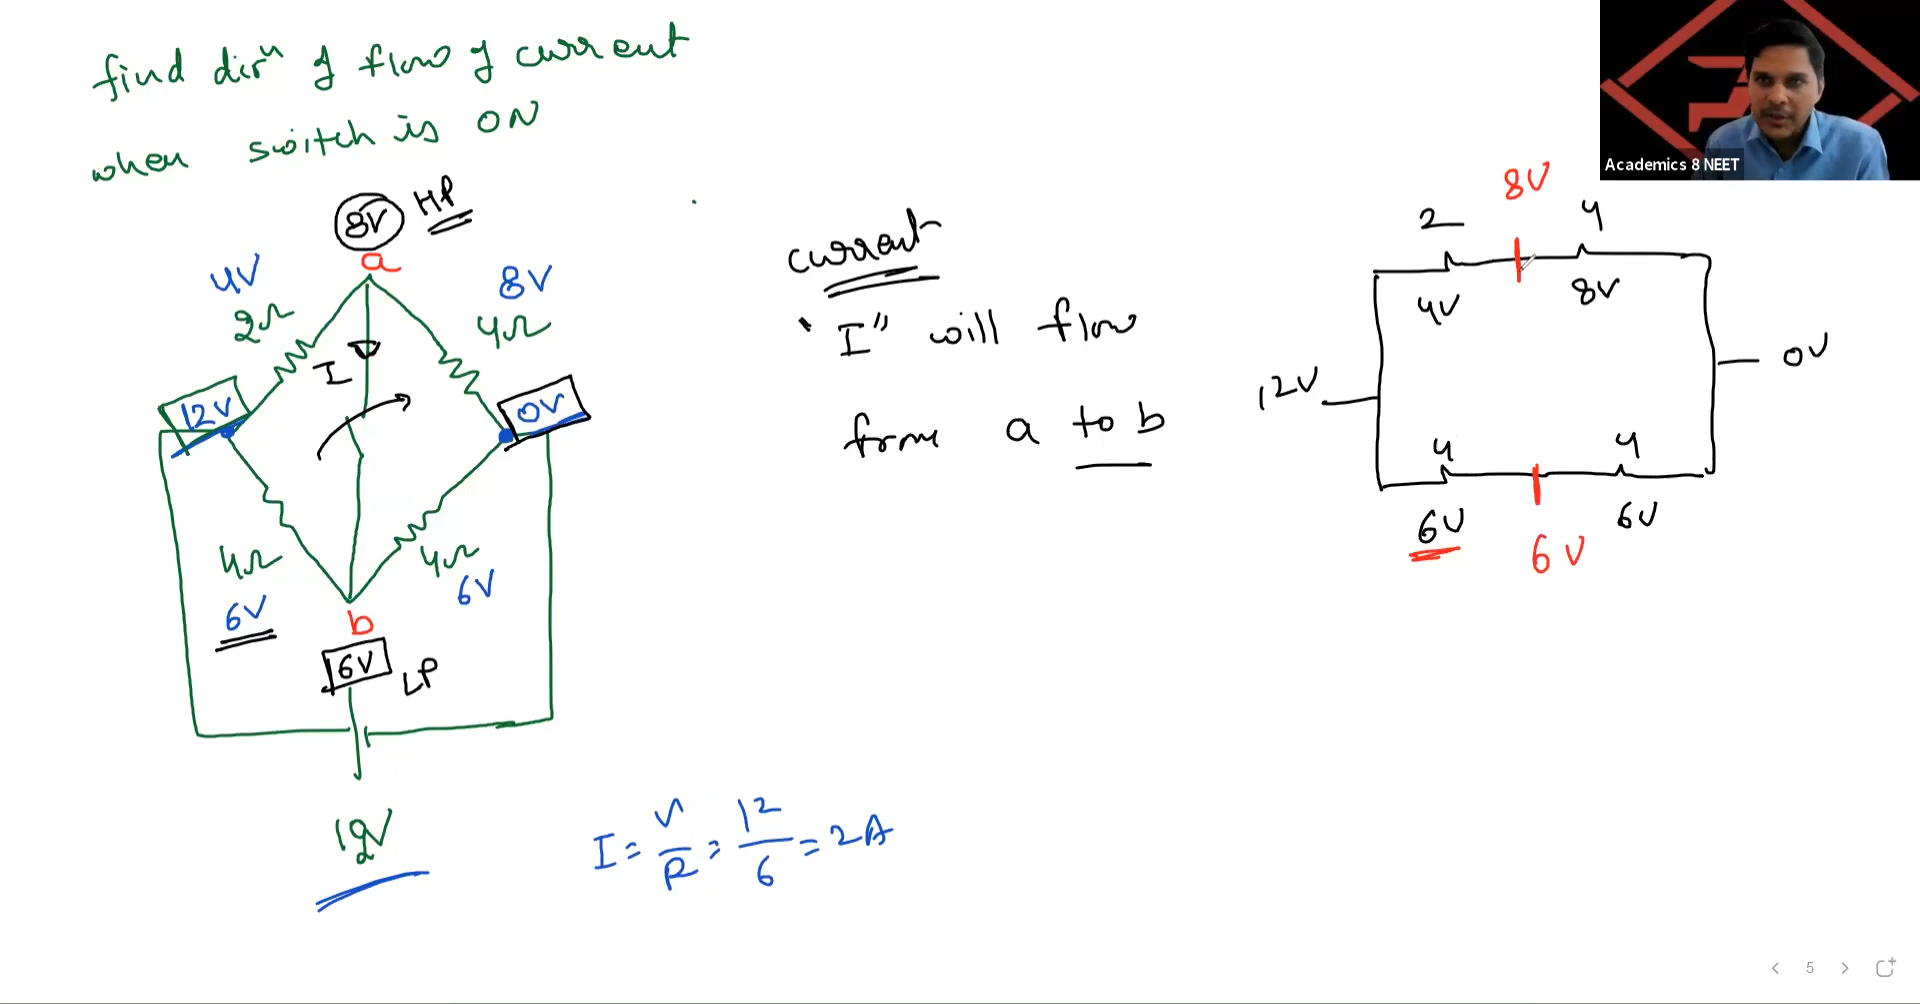 find dirⁿ of flow of current
when switch is ON
8V HP
a
4V
2Ω
8V
4Ω
I
12V
0V
4Ω
6V
4Ω
6V
b
6V LP
12V
I = V/R = 12/6 = 2A
current
"I" will flow
from a to b
Academics 8 NEET
8V
2
4
4V
8V
12V
0V
4
4
6V
6V
6V
5